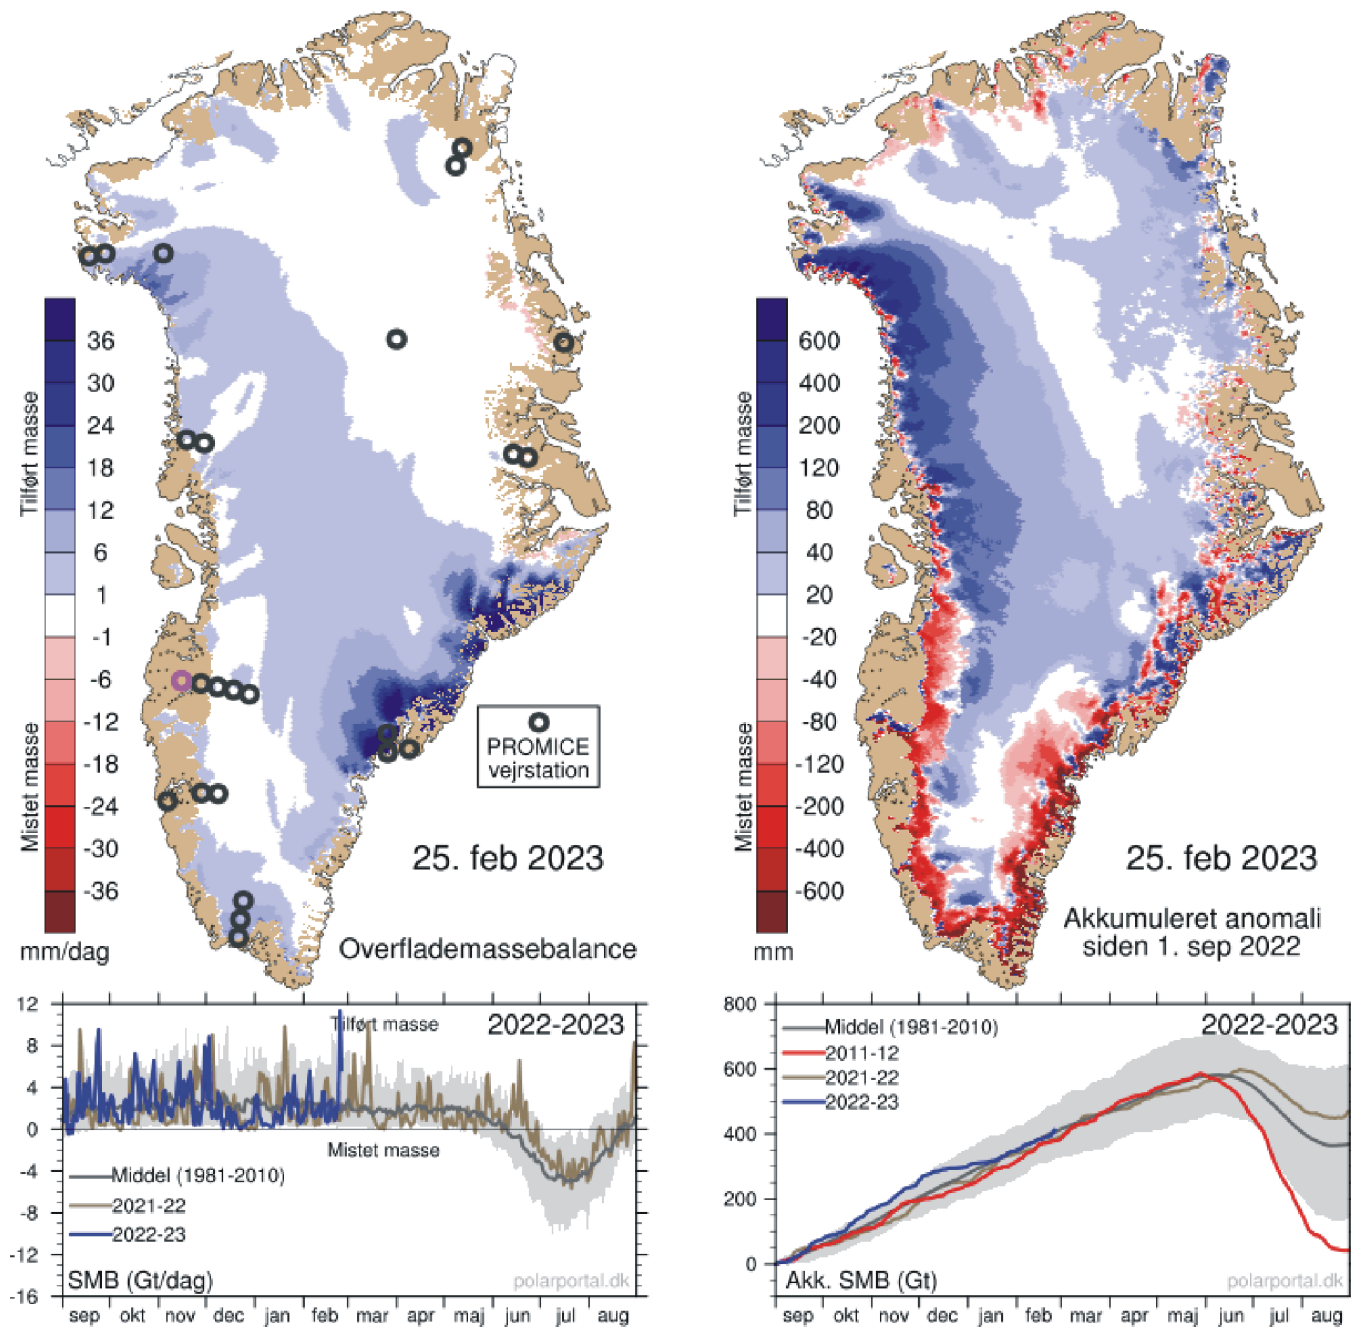 36
30
24
18
12
6
1
-1
-6
-12
-18
-24
-30
-36
mm/dag
Tilført masse
Mistet masse
PROMICE
vejrstation
25. feb 2023
Overflademassebalance
600
400
200
120
80
40
20
-20
-40
-80
-120
-200
-400
-600
mm
Tilført masse
Mistet masse
25. feb 2023
Akkumuleret anomali
siden 1. sep 2022
12
8
4
0
-4
-8
-12
-16
Tilført masse
2022-2023
Mistet masse
Middel (1981-2010)
2021-22
2022-23
SMB (Gt/dag)
polarportal.dk
sep okt nov dec jan feb mar apr maj jun jul aug
800
600
400
200
0
Middel (1981-2010)
2022-2023
2011-12
2021-22
2022-23
Akk. SMB (Gt)
polarportal.dk
sep okt nov dec jan feb mar apr maj jun jul aug